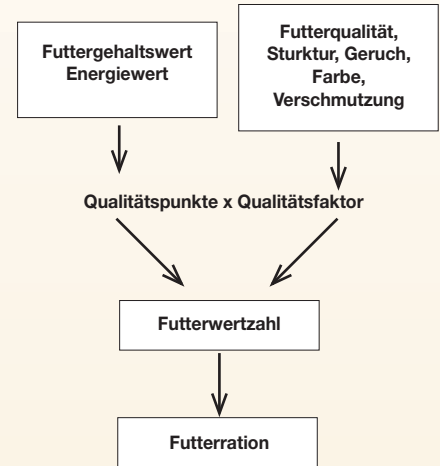 Futtergehaltswert
Energiewert
Futterqualität,
Sturktur, Geruch,
Farbe,
Verschmutzung
Qualitätspunkte x Qualitätsfaktor
Futterwertzahl
Futterration